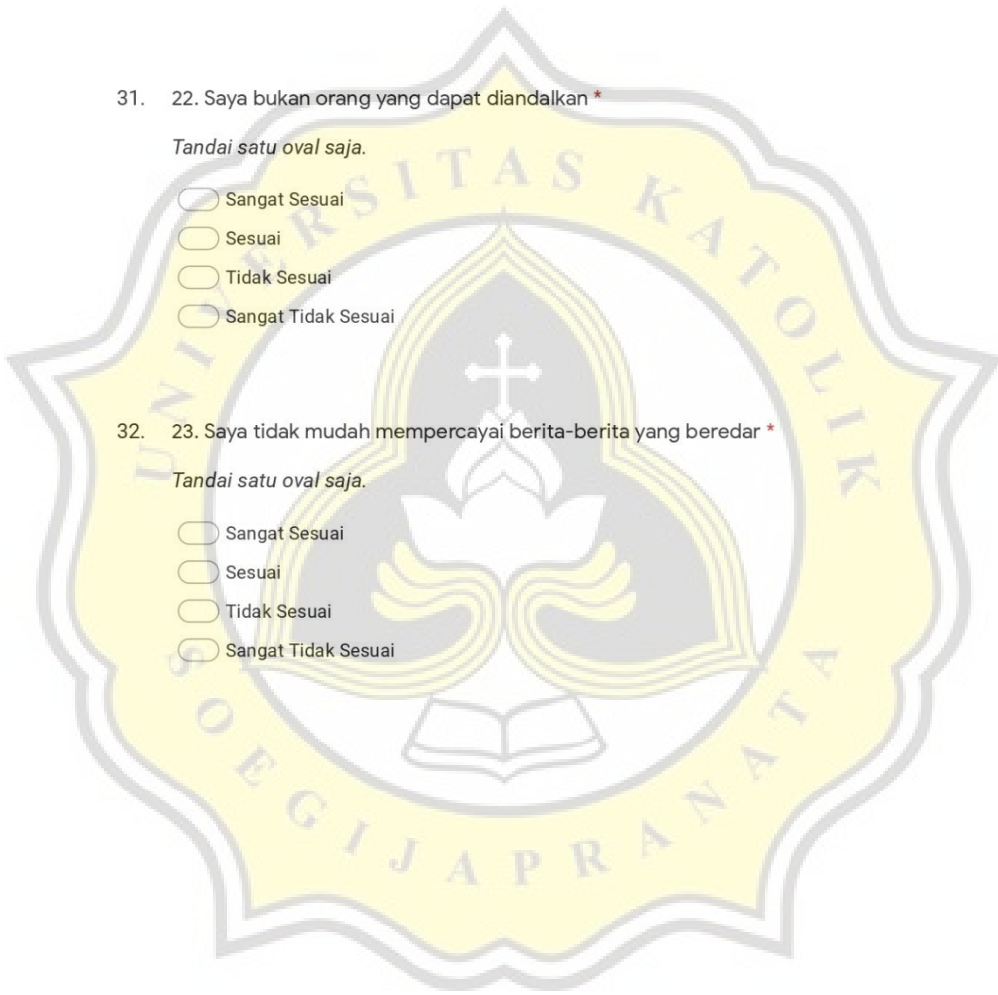 31. 22. Saya bukan orang yang dapat diandalkan *
Tandai satu oval saja.
Sangat Sesuai
Sesuai
Tidak Sesuai
Sangat Tidak Sesuai
32. 23. Saya tidak mudah mempercayai berita-berita yang beredar *
Tandai satu oval saja.
Sangat Sesuai
Sesuai
Tidak Sesuai
Sangat Tidak Sesuai
UNIVERSITAS KATOLIK
SOEGIJAPRANATA